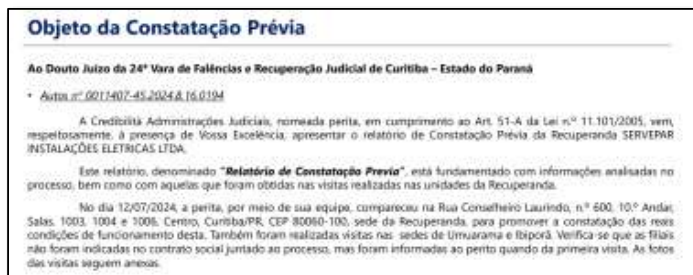 Objeto da Constatação Prévia
Ao Douto Juízo da 24ª Vara de Falências e Recuperação Judicial de Curitiba – Estado do Paraná
• Autos nº 0011407-45.2024.8.16.0194
A Credibilità Administrações Judiciais, nomeada perita, em cumprimento ao Art. 51-A da Lei n.º 11.101/2005, vem,
respeitosamente, à presença de Vossa Excelência, apresentar o relatório de Constatação Prévia da Recuperanda SERVEPAR
INSTALAÇÕES ELETRICAS LTDA.
Este relatório, denominado "Relatório de Constatação Previa", está fundamentado com informações analisadas no
processo, bem como com aquelas que foram obtidas nas visitas realizadas nas unidades da Recuperanda.
No dia 12/07/2024, a perita, por meio de sua equipe, compareceu na Rua Conselheiro Laurindo, n.º 600, 10.º Andar,
Salas, 1003, 1004 e 1006, Centro, Curitiba/PR, CEP 80060-100, sede da Recuperanda, para promover a constatação das reais
condições de funcionamento desta. Também foram realizadas visitas nas sedes de Umuarama e Ibiporã. Verifica-se que as filiais
não foram indicadas no contrato social juntado ao processo, mas foram informadas ao perito quando da primeira visita. As fotos
das visitas seguem anexas.